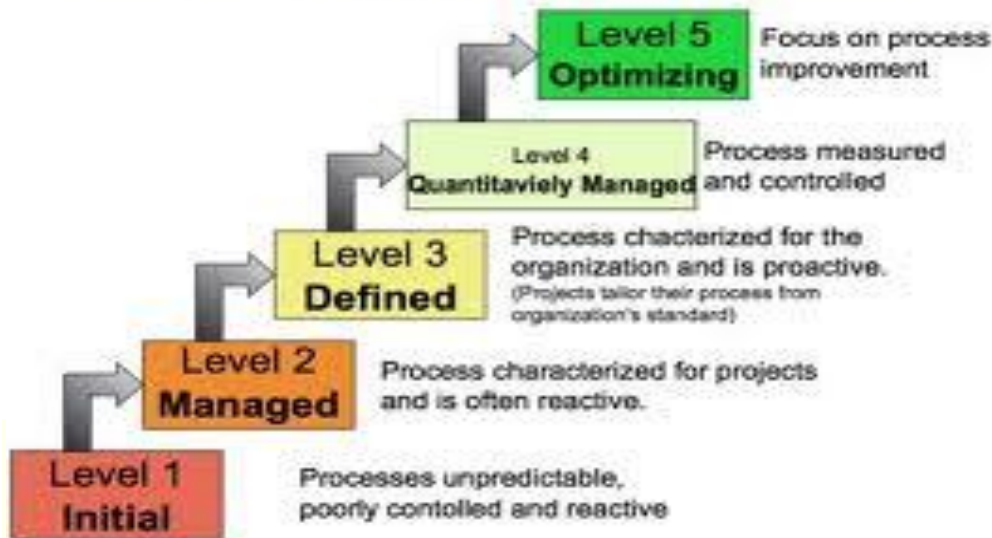 Level 5
Optimizing
Focus on process
improvement
Level 4
Quantitaviely Managed
Process measured
and controlled
Level 3
Defined
Process chacterized for the
organization and is proactive.
(Projects tailor their process from
organization's standard)
Level 2
Managed
Process characterized for projects
and is often reactive.
Level 1
Initial
Processes unpredictable,
poorly contolled and reactive